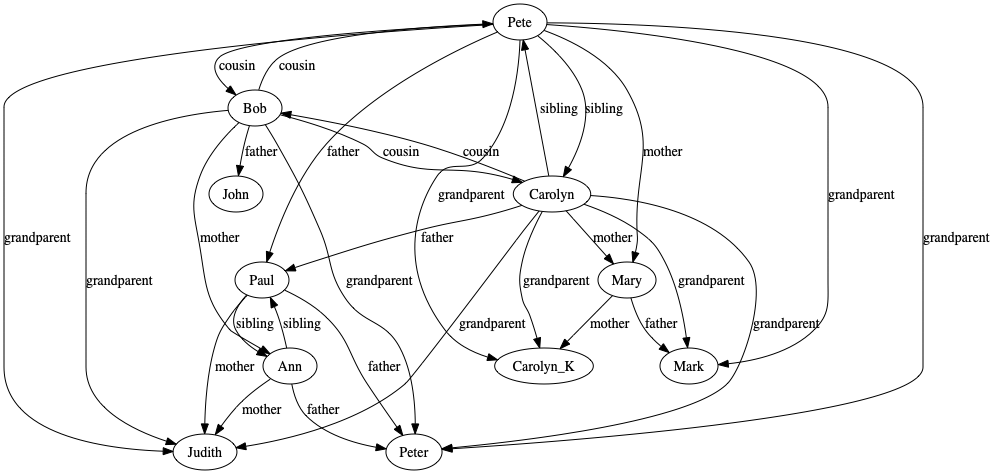 Pete
cousin
cousin
Bob
sibling
sibling
father
father
mother
cousin
cousin
John
grandparent
Carolyn
grandparent
grandparent
mother
father
mother
grandparent
grandparent
grandparent
grandparent
grandparent
Paul
Mary
sibling
sibling
grandparent
mother
father
grandparent
mother
father
Ann
Carolyn_K
Mark
mother
father
Judith
Peter